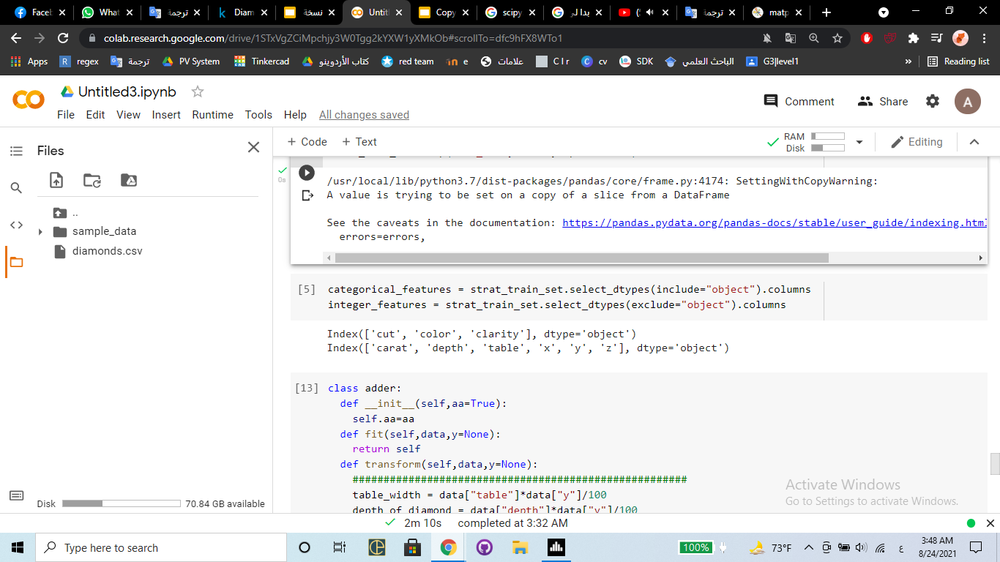 Faceb
What
ترجمة
Diam
نسخة
Untitl
Copy
scipy
بدا لر
(5
ترجمة
matp
colab.research.google.com/drive/1STxVgZCiMpchjy3W0Tgg2kYXW1yXMkOb#scrollTo=dfc9hFX8WTo1
Apps
regex
ترجمة
PV System
Tinkercad
كتاب الأردوينو
red team
e
علامات
C I r
cv
SDK
الباحث العلمي
G3|level1
»
Reading list
Untitled3.ipynb
Comment
Share
A
File Edit View Insert Runtime Tools Help All changes saved
Files
+ Code + Text
RAM
Disk
Editing
..
sample_data
diamonds.csv
0s
/usr/local/lib/python3.7/dist-packages/pandas/core/frame.py:4174: SettingWithCopyWarning:
A value is trying to be set on a copy of a slice from a DataFrame
See the caveats in the documentation: https://pandas.pydata.org/pandas-docs/stable/user_guide/indexing.html
errors=errors,
[5] categorical_features = strat_train_set.select_dtypes(include="object").columns
integer_features = strat_train_set.select_dtypes(exclude="object").columns
Index(['cut', 'color', 'clarity'], dtype='object')
Index(['carat', 'depth', 'table', 'x', 'y', 'z'], dtype='object')
[13] class adder:
def __init__(self,aa=True):
self.aa=aa
def fit(self,data,y=None):
return self
def transform(self,data,y=None):
######################################################
table_width = data["table"]*data["y"]/100
depth_of_diamond = data["depth"]*data["y"]/100
Activate Windows
Go to Settings to activate Windows.
Disk 70.84 GB available
2m 10s completed at 3:32 AM
Type here to search
100%
73°F
ع
3:48 AM
8/24/2021